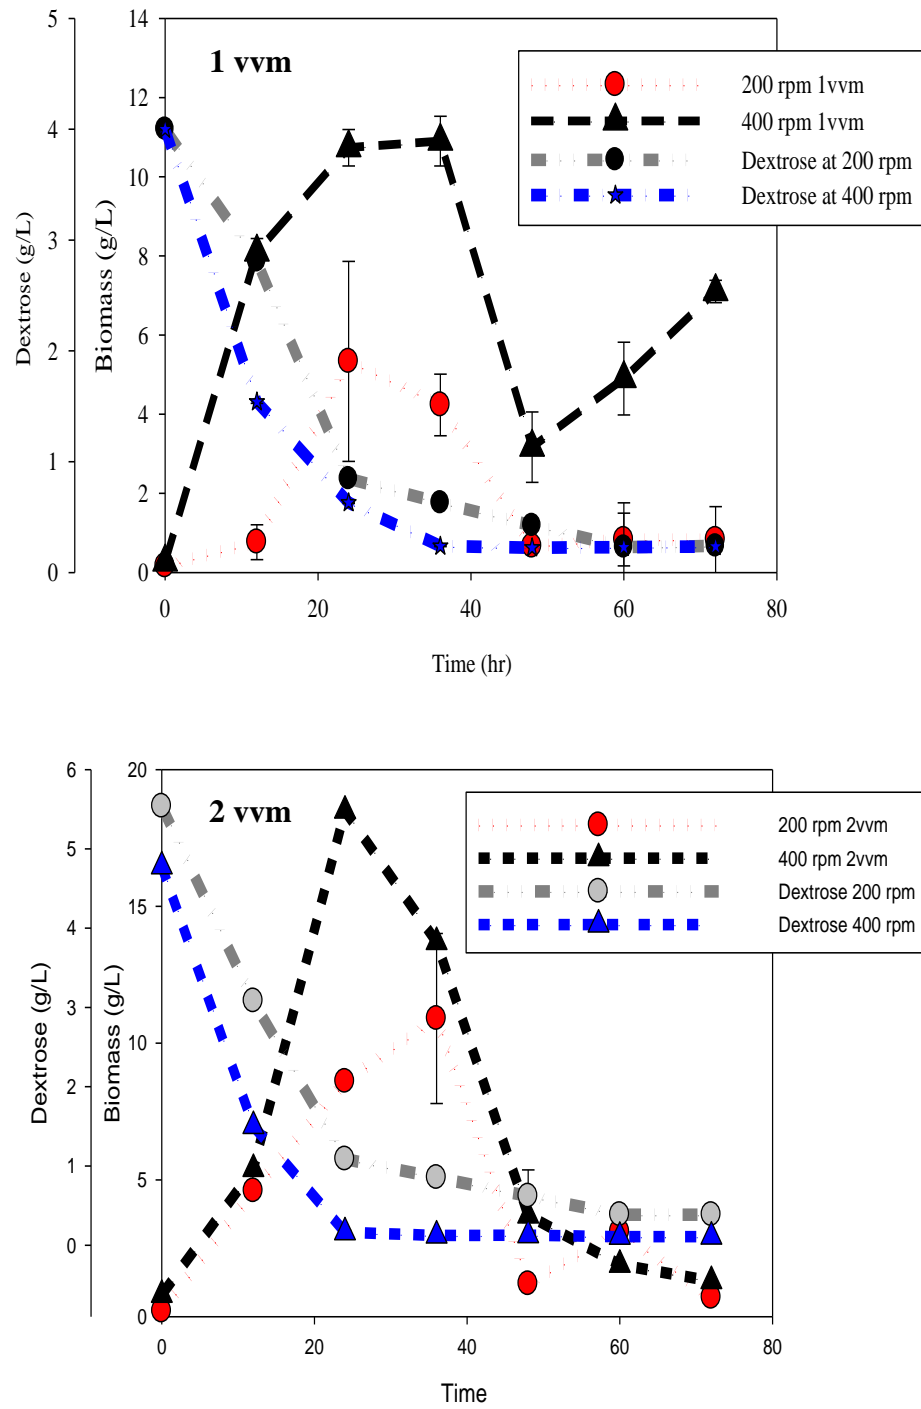 1 vvm
Dextrose (g/L)
Biomass (g/L)
5
4
3
2
1
0
14
12
10
8
6
4
2
0
200 rpm 1vvm
400 rpm 1vvm
Dextrose at 200 rpm
Dextrose at 400 rpm
0 20 40 60 80
Time (hr)
2 vvm
Dextrose (g/L)
Biomass (g/L)
6
5
4
3
2
1
0
20
15
10
5
0
200 rpm 2vvm
400 rpm 2vvm
Dextrose 200 rpm
Dextrose 400 rpm
0 20 40 60 80
Time